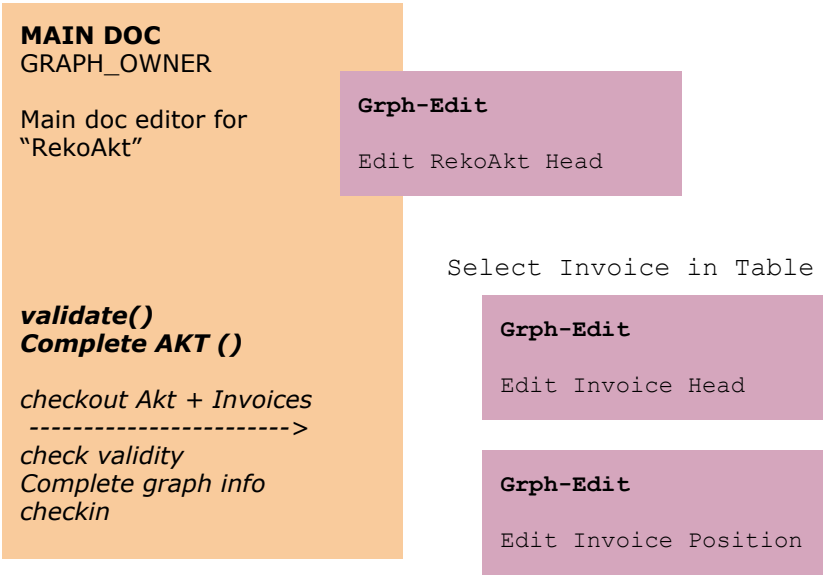 MAIN DOC
GRAPH_OWNER
Main doc editor for
“RekoAkt”
validate()
Complete AKT ()
checkout Akt + Invoices
------------------------>
check validity
Complete graph info
checkin
Grph-Edit
Edit RekoAkt Head
Select Invoice in Table
Grph-Edit
Edit Invoice Head
Grph-Edit
Edit Invoice Position